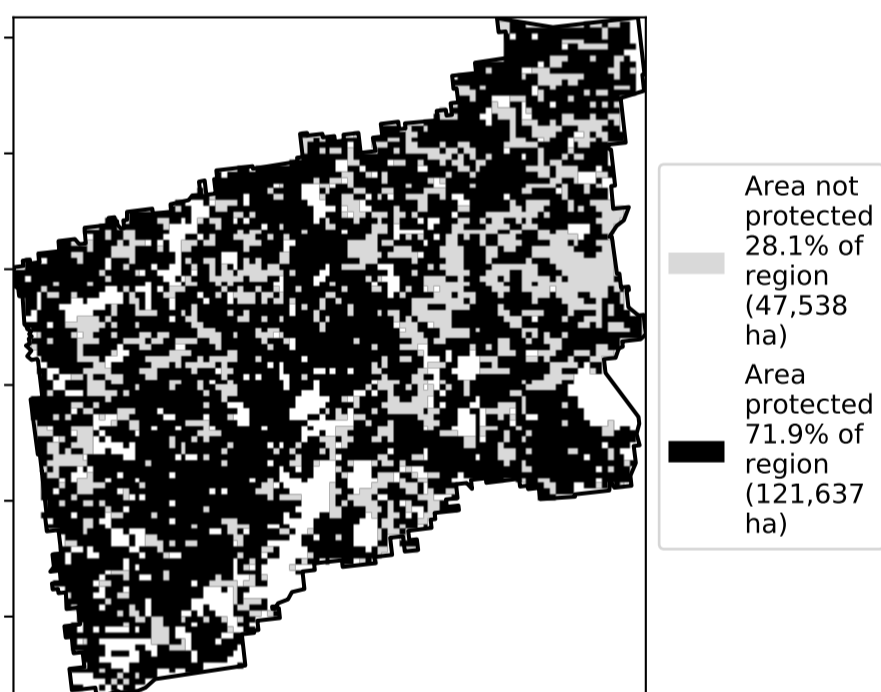 Area not
protected
28.1% of
region
(47,538
ha)
Area
protected
71.9% of
region
(121,637
ha)